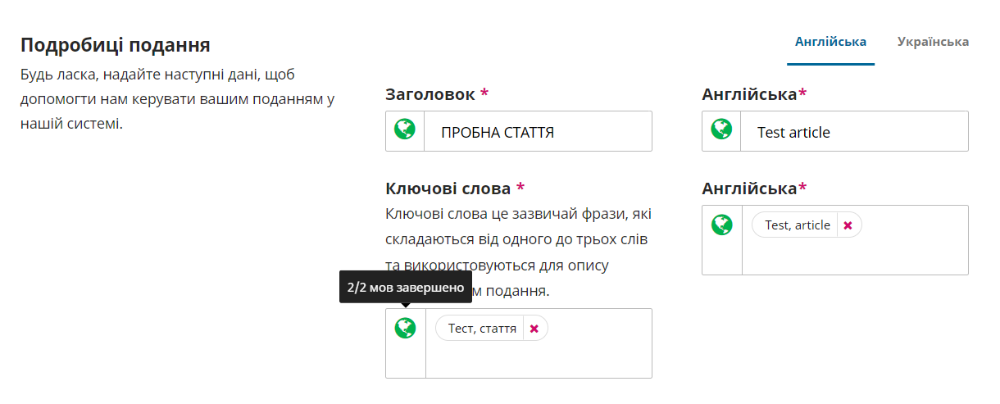 Подробиці подання
Будь ласка, надайте наступні дані, щоб
допомогти нам керувати вашим поданням у
нашій системі.
Англійська Українська
Заголовок *
ПРОБНА СТАТТЯ
Англійська*
Test article
Ключові слова *
Ключові слова це зазвичай фрази, які
складаються від одного до трьох слів
та використовуються для опису
м подання.
2/2 мов завершено
Тест, стаття
Англійська*
Test, article